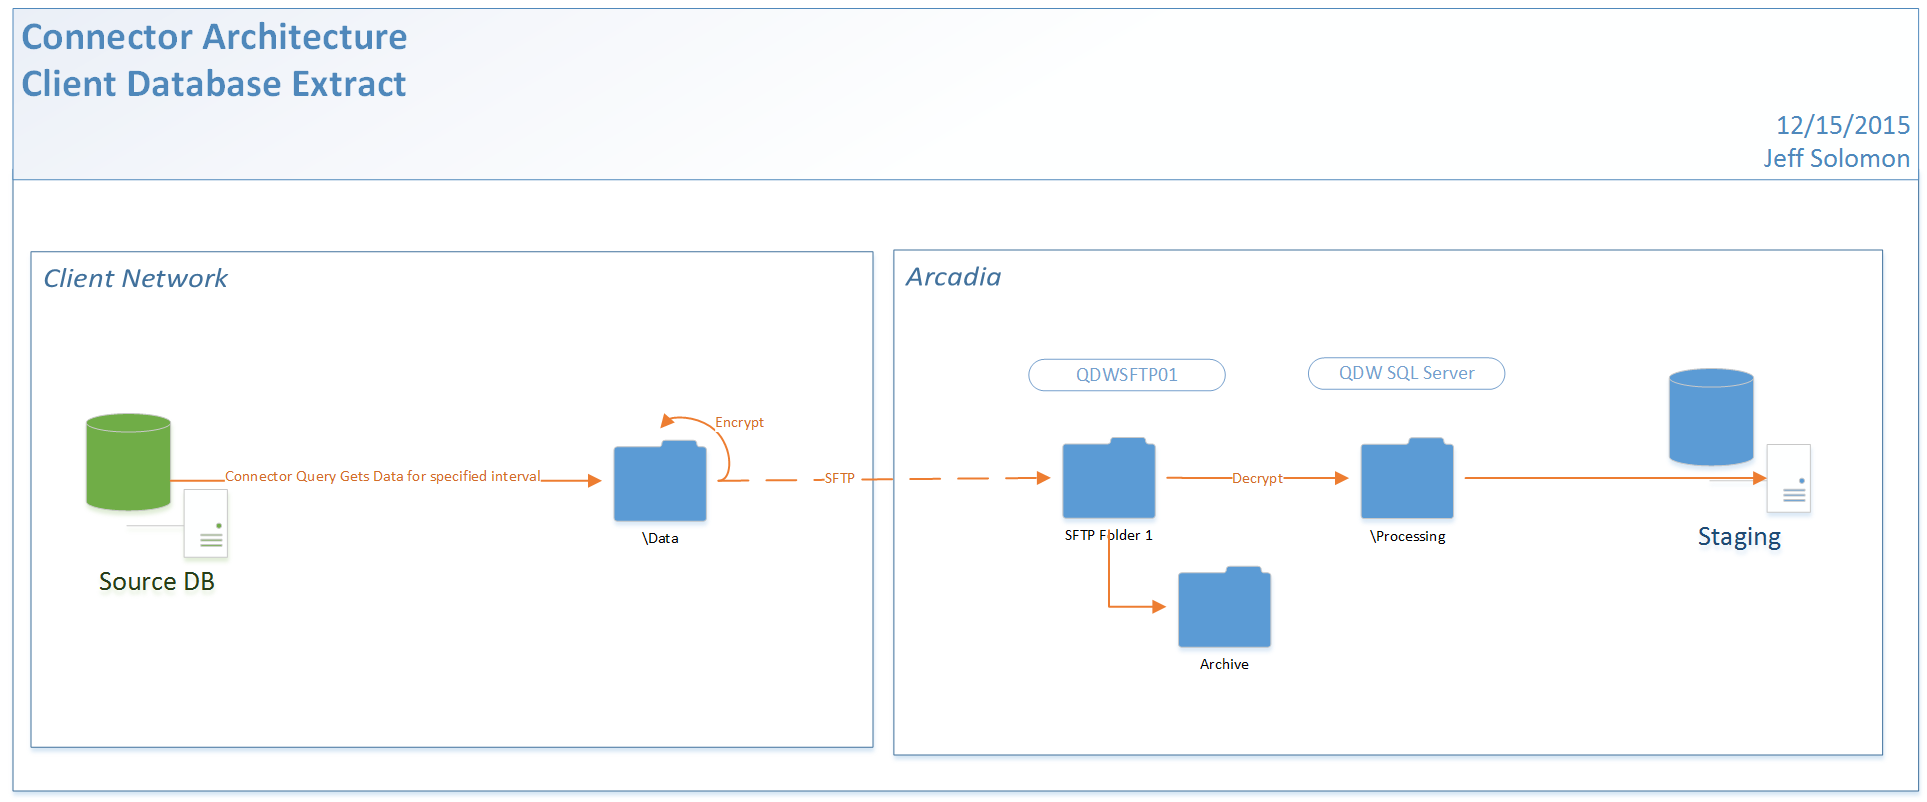 Connector Architecture
Client Database Extract
12/15/2015
Jeff Solomon
Client Network
Source DB
Connector Query Gets Data for specified interval
Encrypt
\Data
SFTP
Arcadia
QDWSFTP01
QDW SQL Server
SFTP Folder 1
Decrypt
\Processing
Archive
Staging